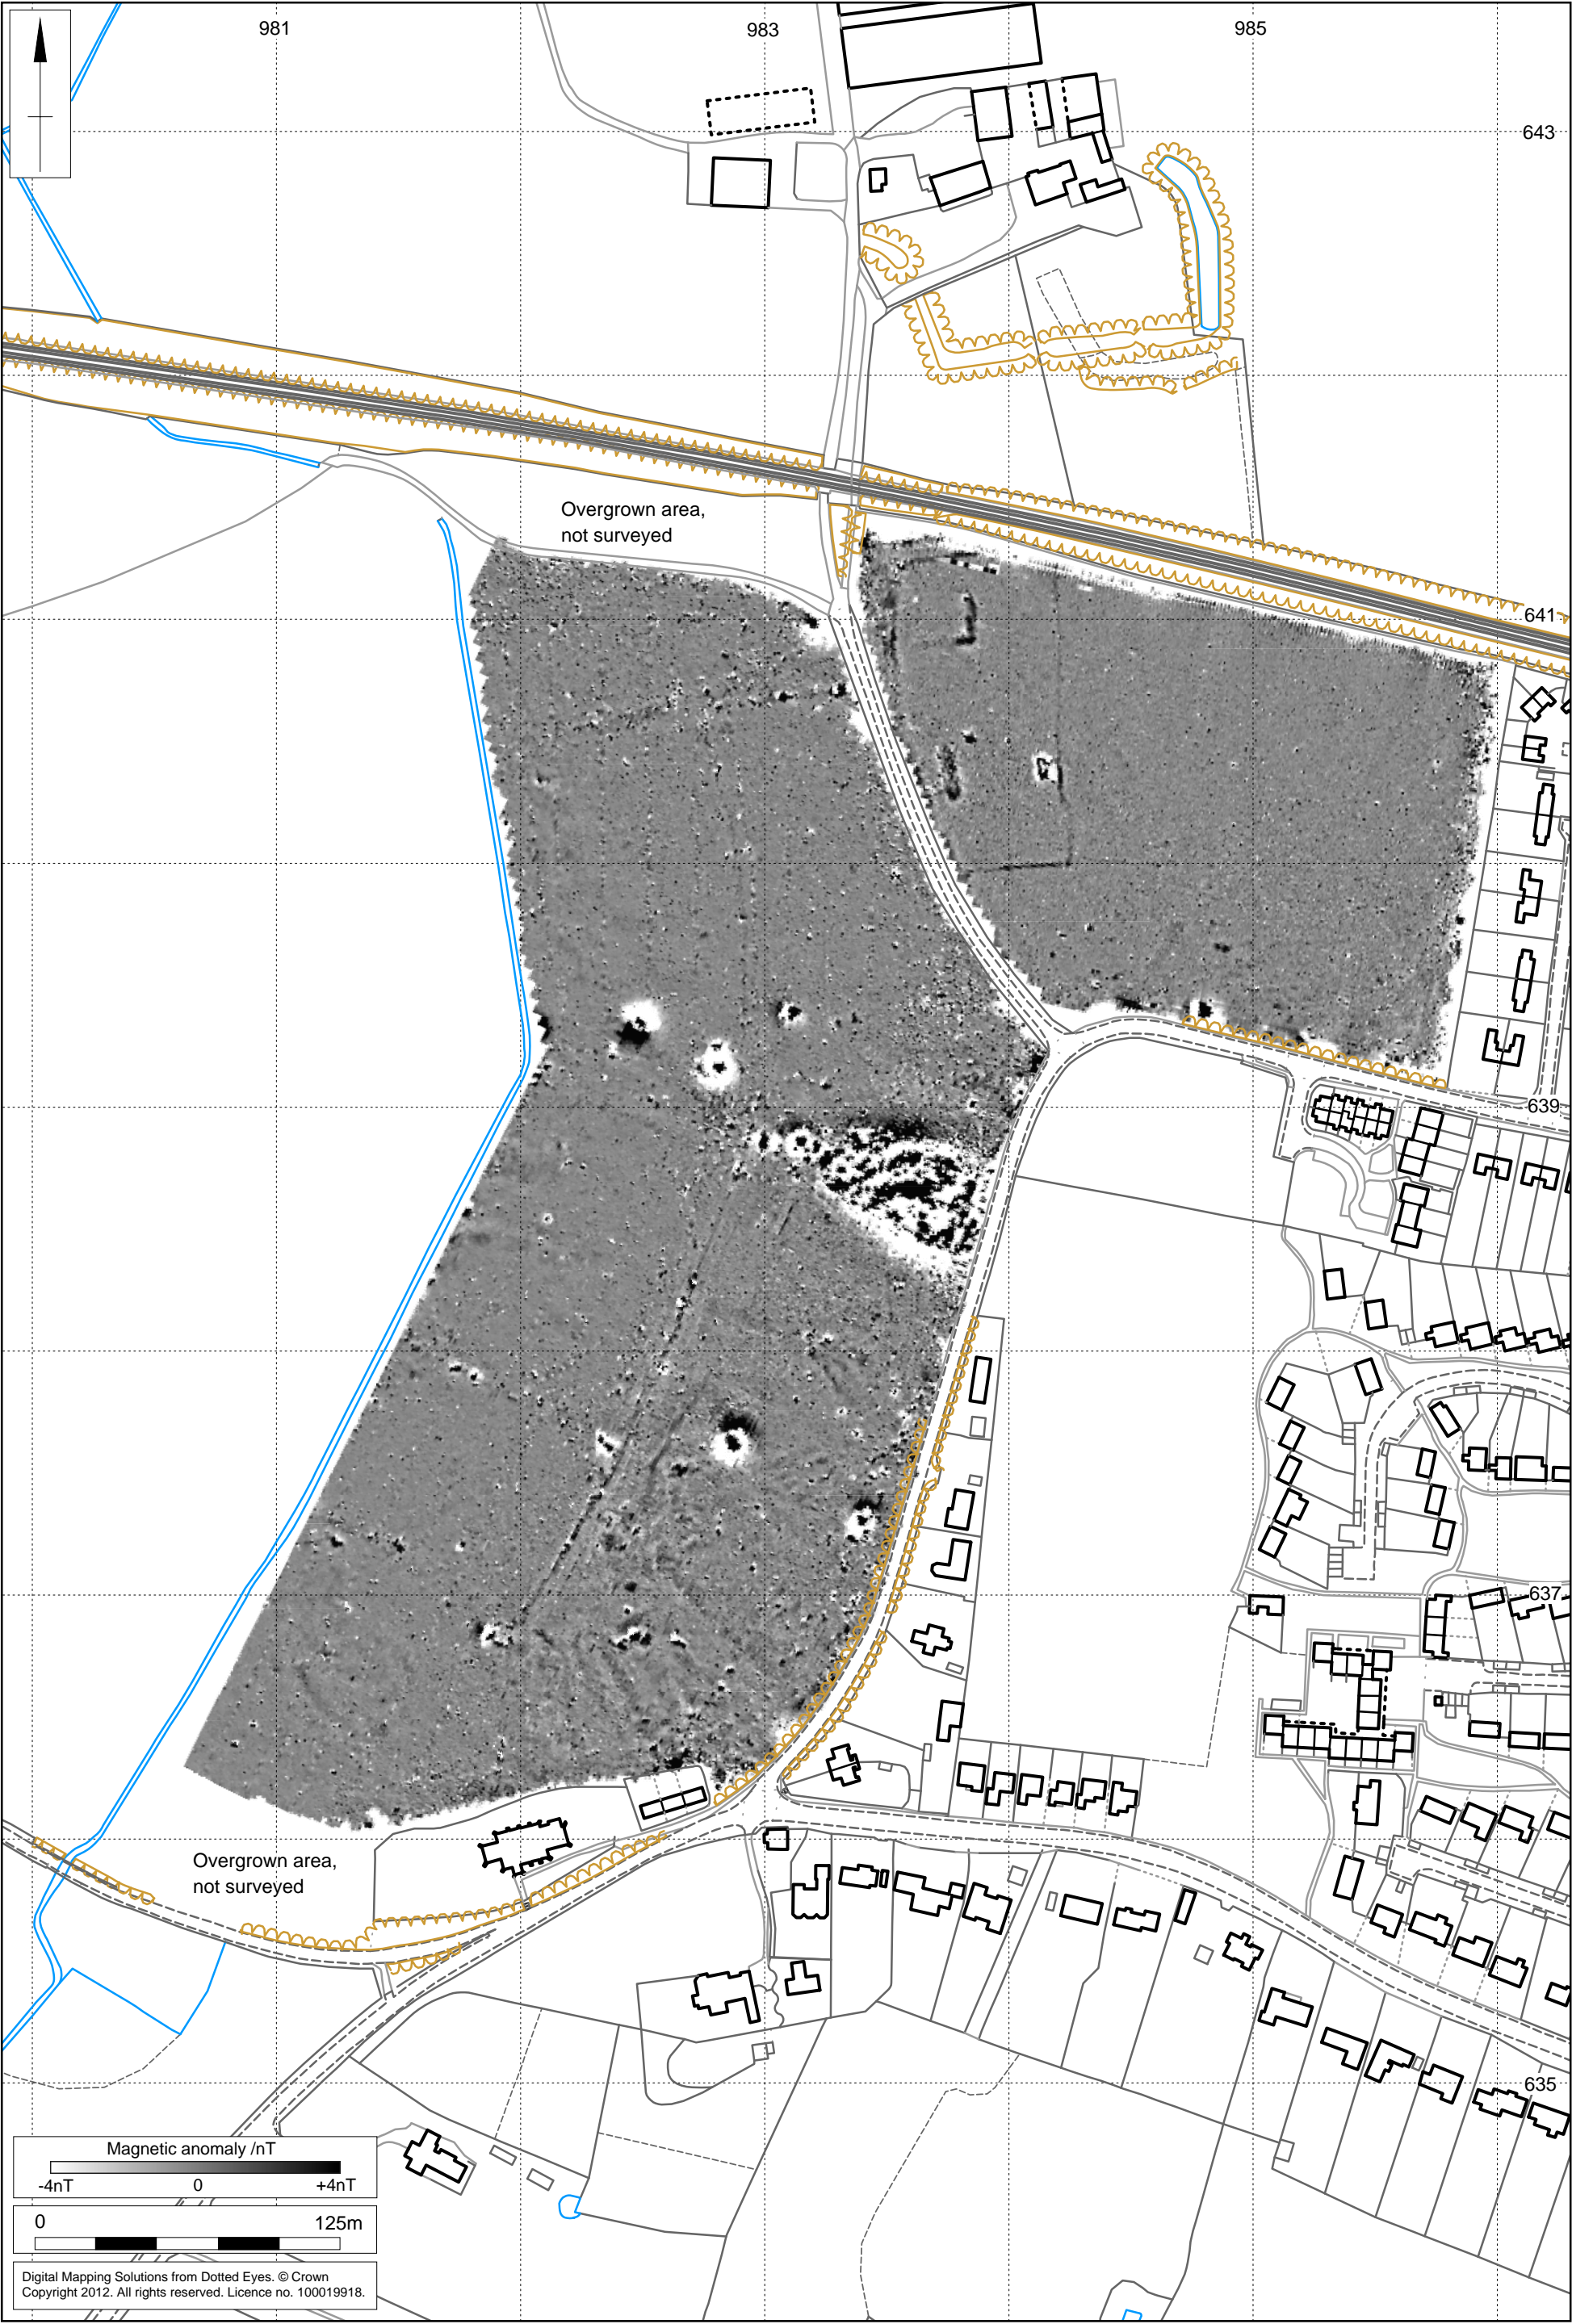 981
983
985
643
Overgrown area,
not surveyed
641
639
637
Overgrown area,
not surveyed
635
Magnetic anomaly /nT
-4nT 0 +4nT
0 125m
Digital Mapping Solutions from Dotted Eyes. © Crown
Copyright 2012. All rights reserved. Licence no. 100019918.